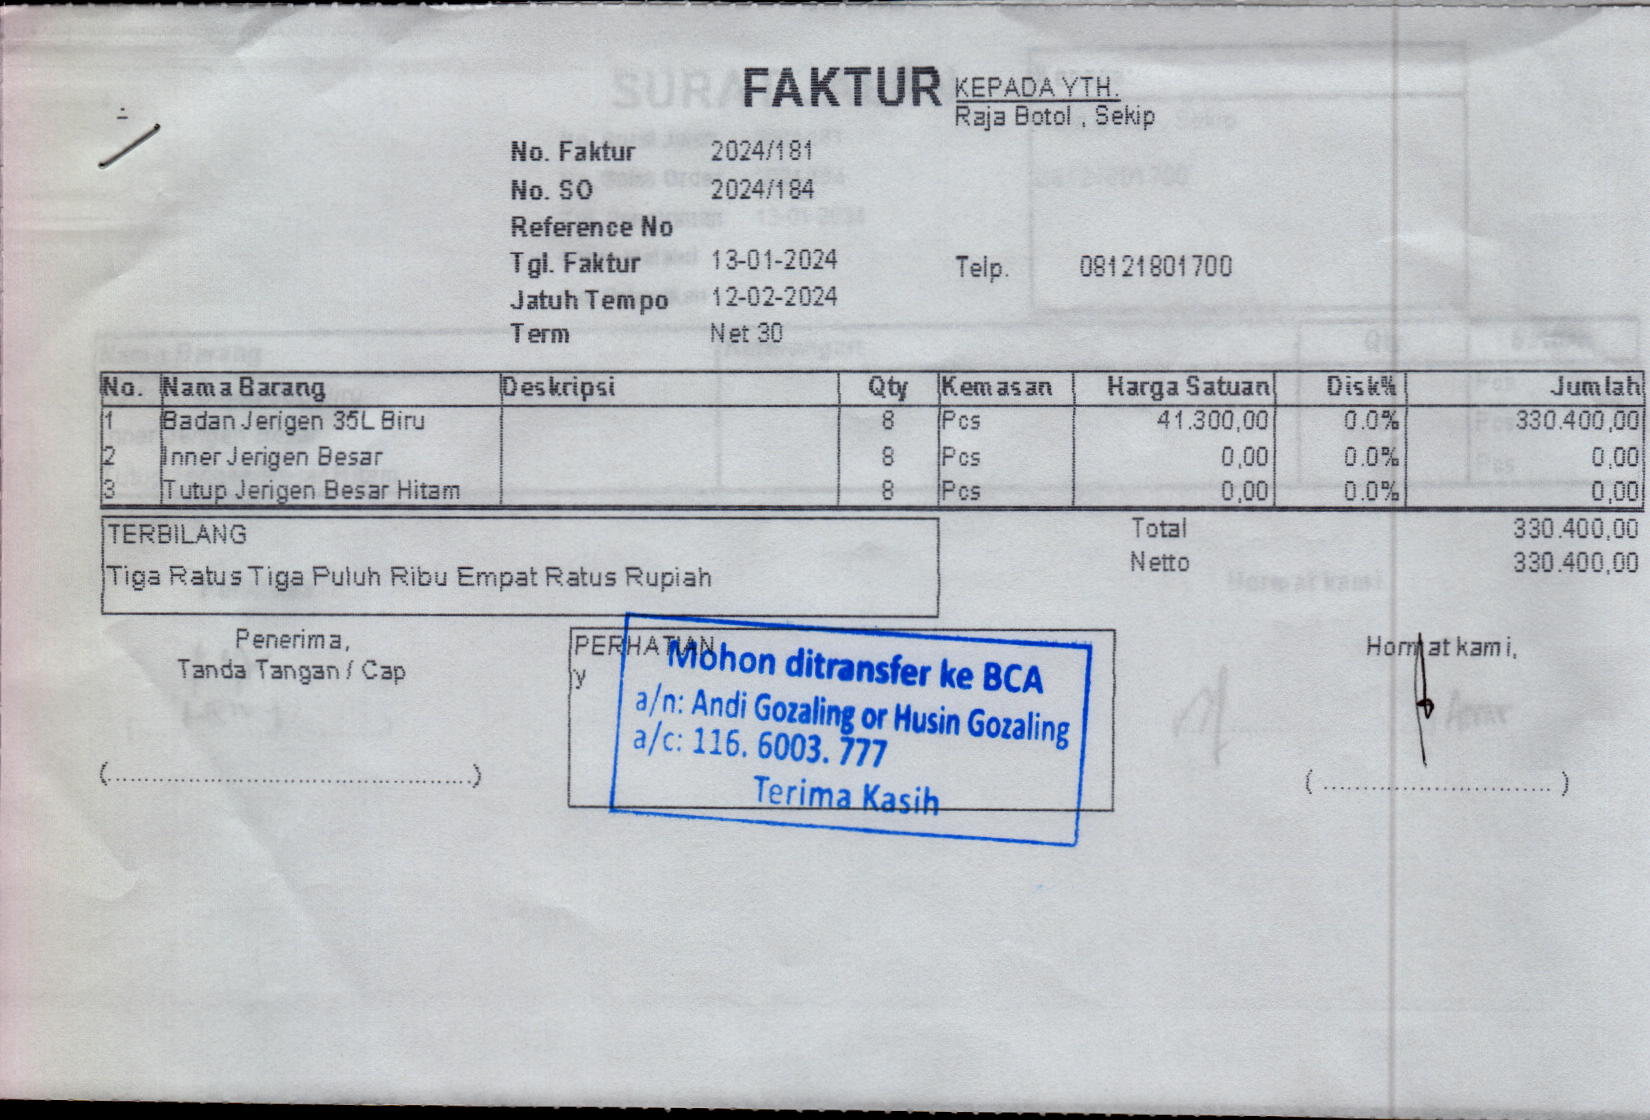 FAKTUR
KEPADA YTH.
Raja Botol , Sekip
No. Faktur 2024/181
No. SO 2024/184
Reference No
Tgl. Faktur 13-01-2024
Telp. 08121801700
Jatuh Tempo 12-02-2024
Term Net 30
No. Nama Barang Deskripsi Qty Kemasan Harga Satuan Disk% Jumlah
1 Badan Jerigen 35L Biru 8 Pcs 41.300,00 0.0% 330.400,00
2 Inner Jerigen Besar 8 Pcs 0,00 0.0% 0,00
3 Tutup Jerigen Besar Hitam 8 Pcs 0,00 0.0% 0,00
TERBILANG
Tiga Ratus Tiga Puluh Ribu Empat Ratus Rupiah
Total 330.400,00
Netto 330.400,00
Penerima,
Tanda Tangan / Cap
(........................................................)
PERHATIAN
y
Mohon ditransfer ke BCA
a/n: Andi Gozaling or Husin Gozaling
a/c: 116. 6003. 777
Terima Kasih
Hormat kami,
( ................................... )